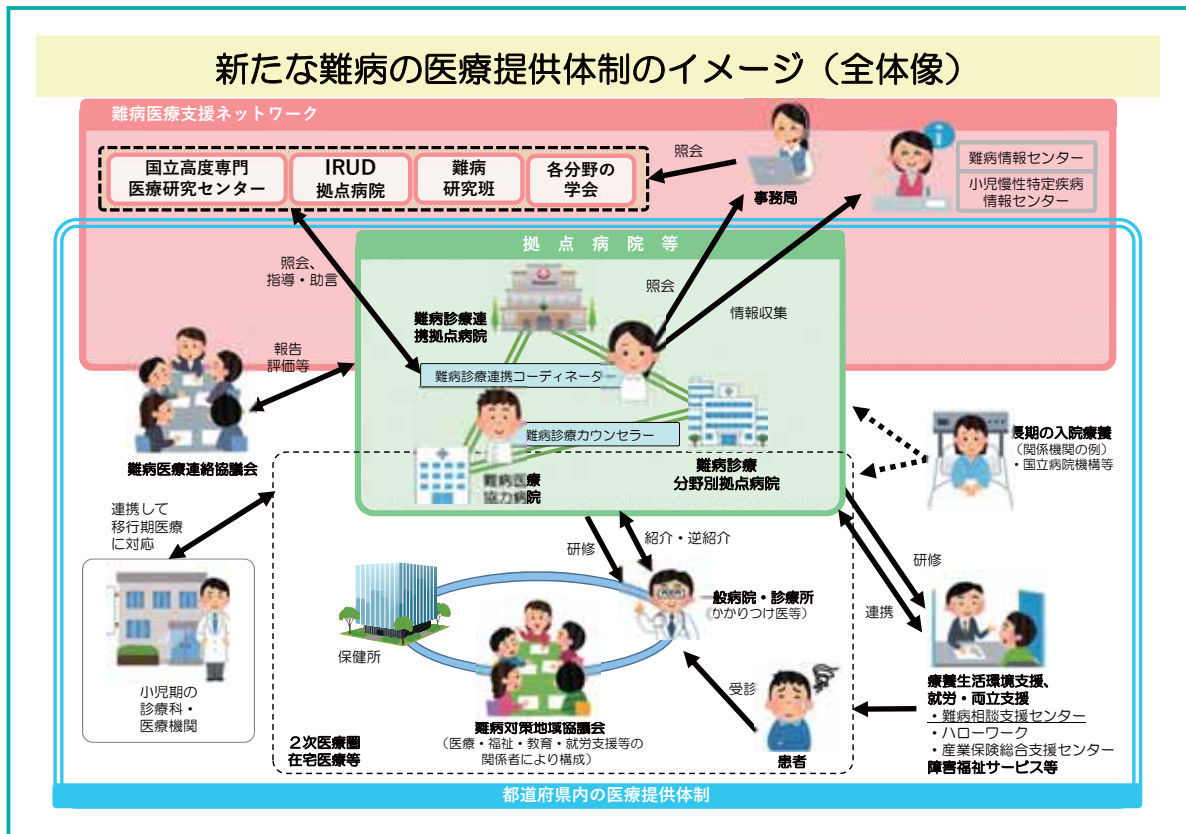 新たな難病の医療提供体制のイメージ（全体像）
難病医療支援ネットワーク
国立高度専門
医療研究センター
IRUD
拠点病院
難病
研究班
各分野の
学会
照会
事務局
難病情報センター
小児慢性特定疾病
情報センター
拠点病院等
照会、
指導・助言
照会
情報収集
難病診療連
携拠点病院
難病診療連携コーディネータ
難病診療カウンセラー
難病診療
分野別拠点病院
難病医療
協力病院
報告
評価等
難病医療連絡協議会
長期の入院療養
（関係機関の例）
・国立病院機構等
連携して
移行期医療
に対応
小児期の
診療科・
医療機関
研修
紹介・逆紹介
一般病院・診療所
（かかりつけ医等）
保健所
受診
難病対策地域協議会
（医療・福祉・教育・就労支援等の
関係者により構成）
２次医療圏
在宅医療等
患者
研修
連携
療養生活環境支援、
就労・両立支援
・難病相談支援センター
・ハローワーク
・産業保険総合支援センター
障害福祉サービス等
都道府県内の医療提供体制